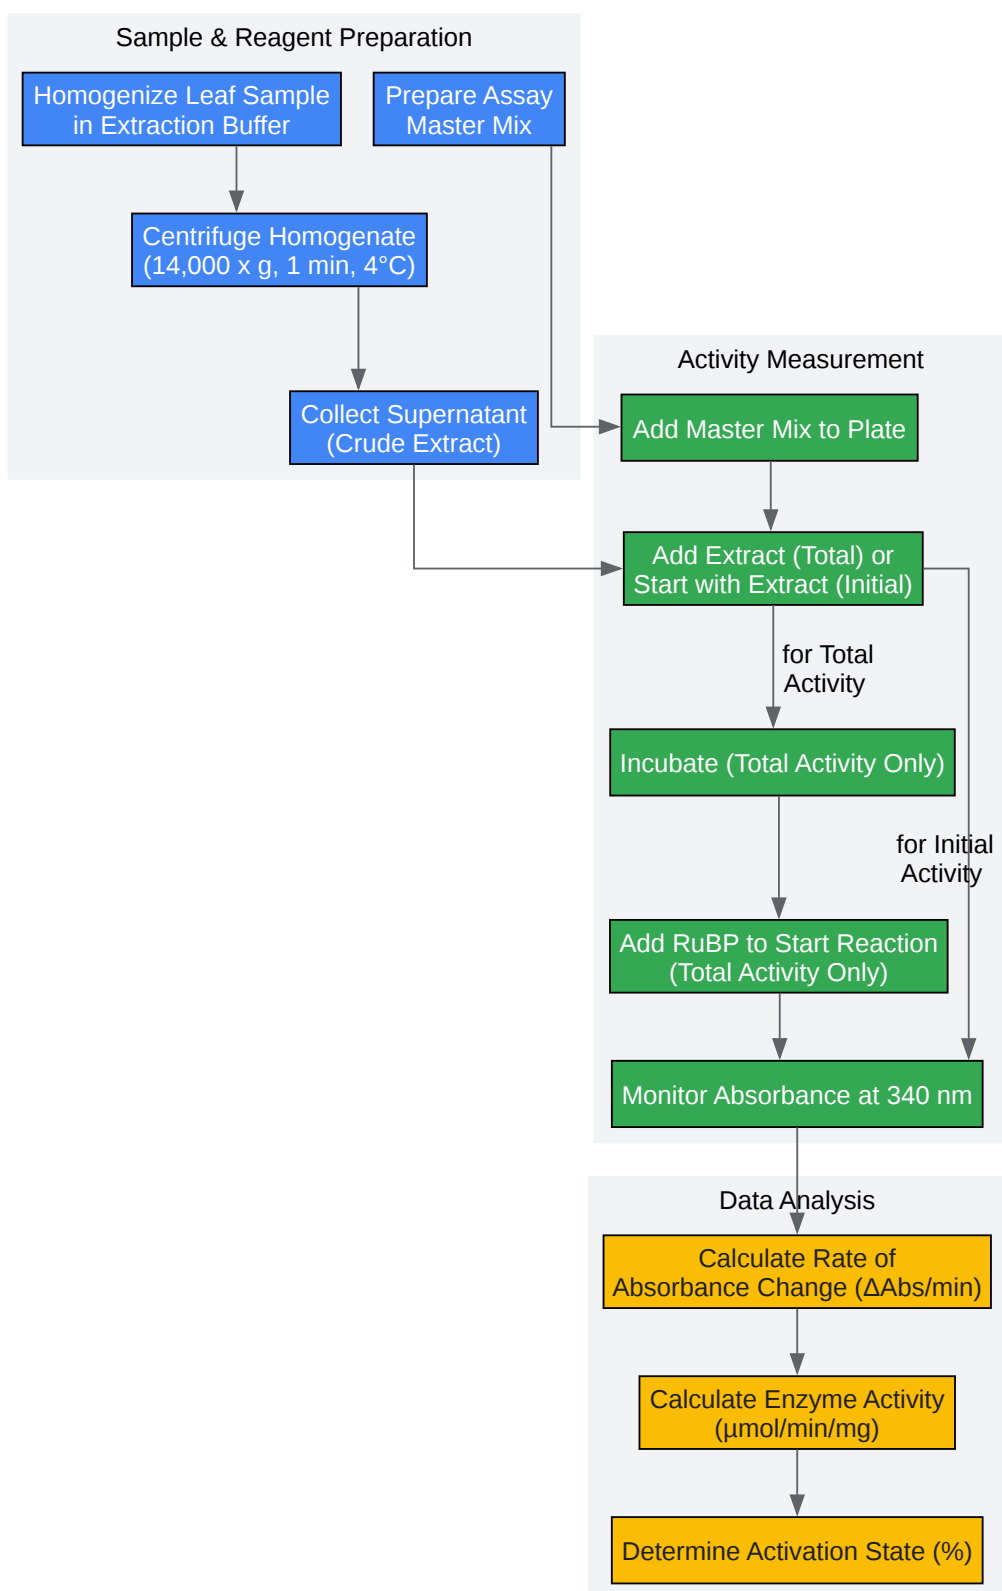 Sample & Reagent Preparation
Homogenize Leaf Sample
in Extraction Buffer
Prepare Assay
Master Mix
Centrifuge Homogenate
(14,000 x g, 1 min, 4°C)
Collect Supernatant
(Crude Extract)
Activity Measurement
Add Master Mix to Plate
Add Extract (Total) or
Start with Extract (Initial)
for Total
Activity
Incubate (Total Activity Only)
for Initial
Activity
Add RuBP to Start Reaction
(Total Activity Only)
Monitor Absorbance at 340 nm
Data Analysis
Calculate Rate of
Absorbance Change (ΔAbs/min)
Calculate Enzyme Activity
(µmol/min/mg)
Determine Activation State (%)